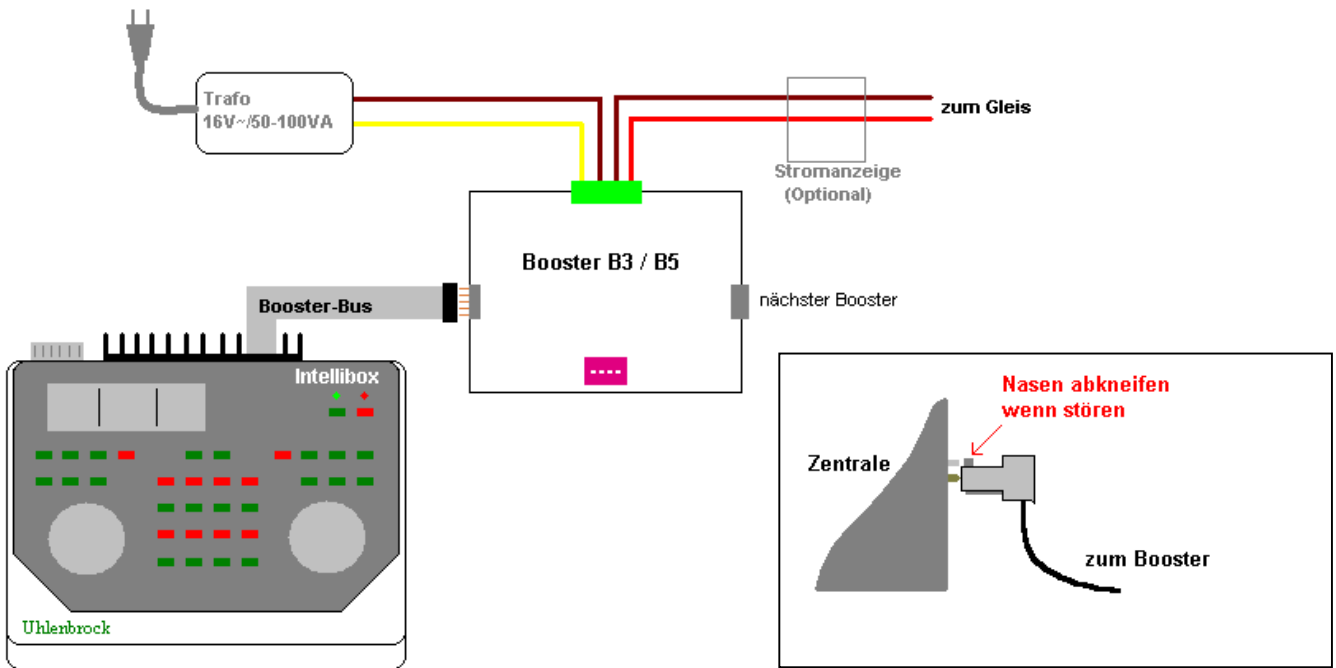 Trafo
16V~/50-100VA
zum Gleis
Stromanzeige
(Optional)
Booster B3 / B5
Booster-Bus
nächster Booster
Intellibox
Nasen abkneifen
wenn stören
Zentrale
zum Booster
Uhlenbrock